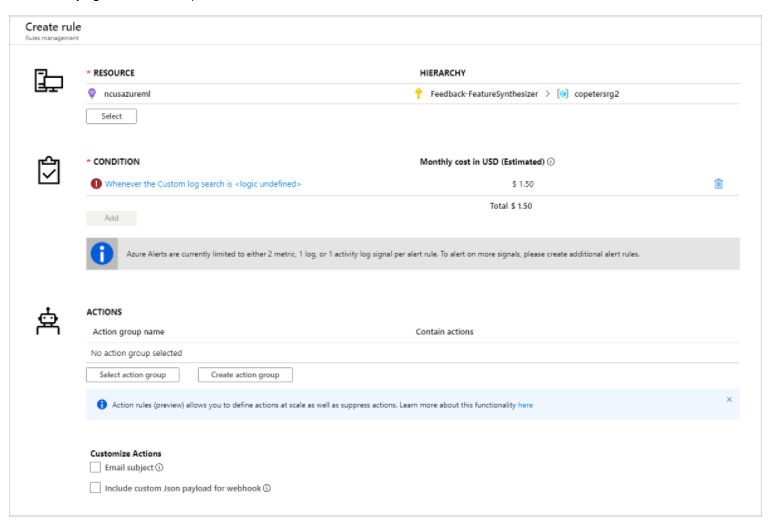 Create rule
Rules management
* RESOURCE HIERARCHY
ncusazureml Feedback-FeatureSynthesizer > copetersrg2
Select
* CONDITION Monthly cost in USD (Estimated)
Whenever the Custom log search is <logic undefined> $ 1.50
Total $ 1.50
Add
Azure Alerts are currently limited to either 2 metric, 1 log, or 1 activity log signal per alert rule. To alert on more signals, please create additional alert rules.
ACTIONS
Action group name Contain actions
No action group selected
Select action group Create action group
Action rules (preview) allows you to define actions at scale as well as suppress actions. Learn more about this functionality here
Customize Actions
Email subject
Include custom Json payload for webhook